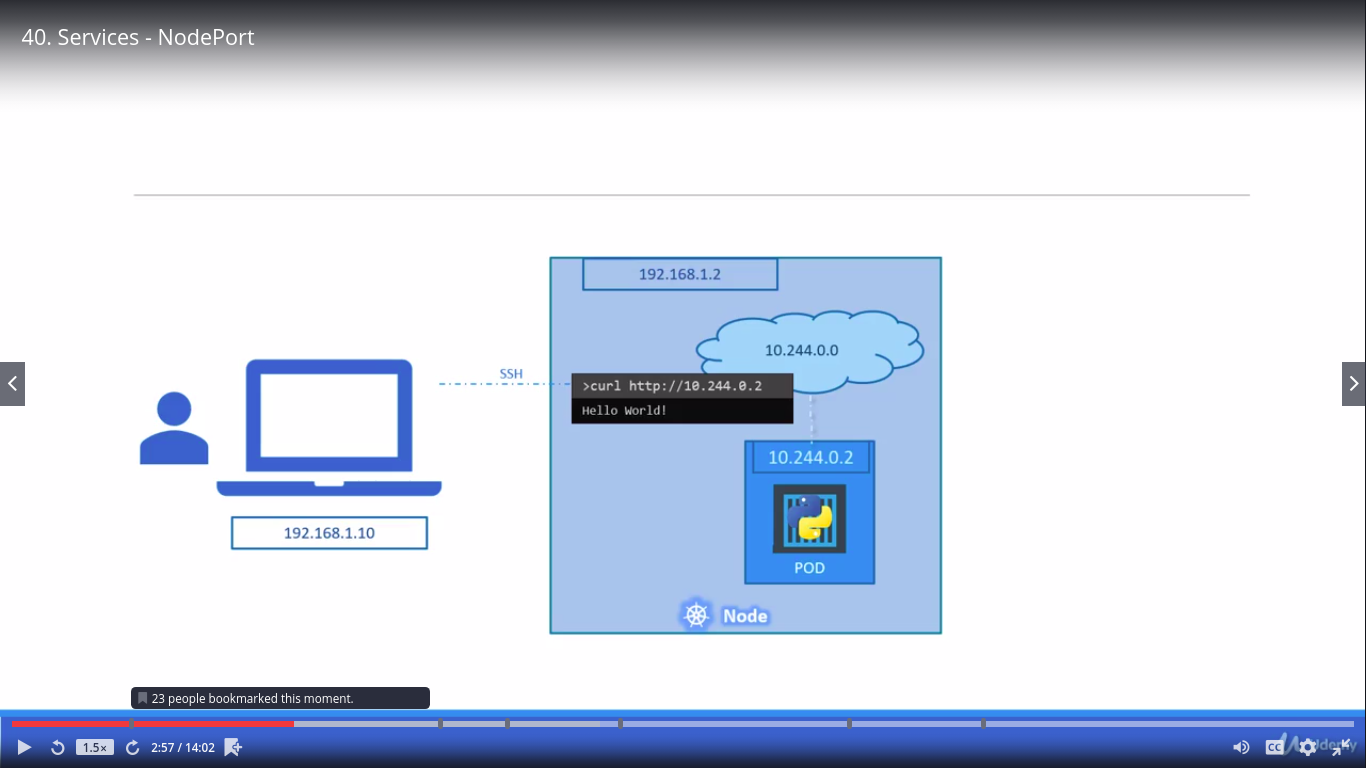 40. Services - NodePort
192.168.1.2
10.244.0.0
SSH
>curl http://10.244.0.2
Hello World!
10.244.0.2
POD
192.168.1.10
Node
23 people bookmarked this moment.
1.5×
2:57 / 14:02
CC
Udemy